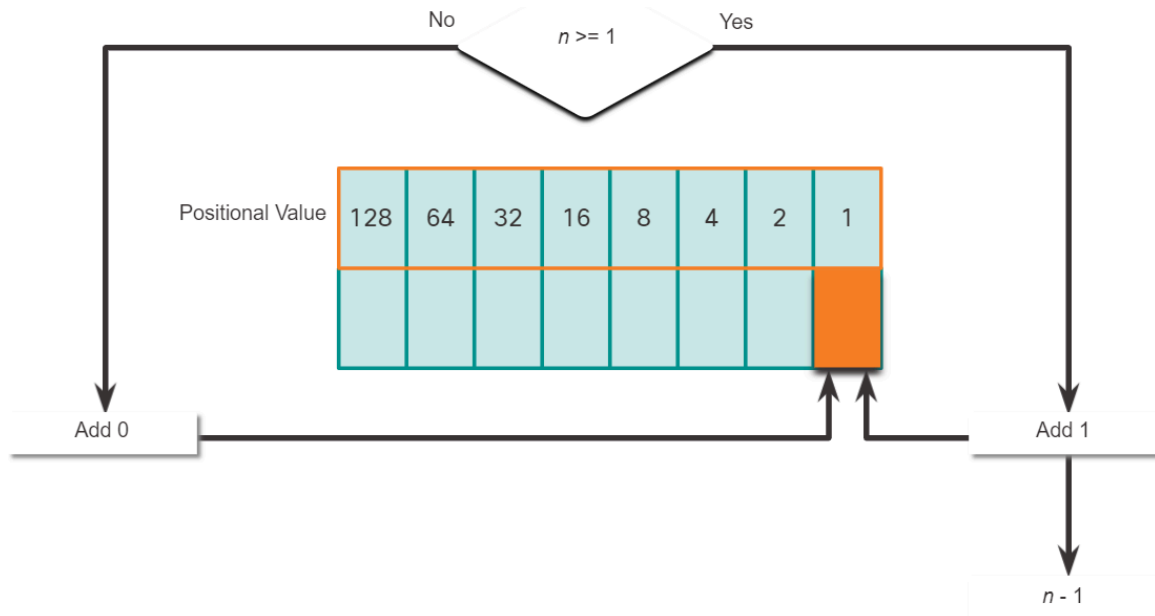 No
n >= 1
Yes
Positional Value
128 64 32 16 8 4 2 1
Add 0
Add 1
n - 1